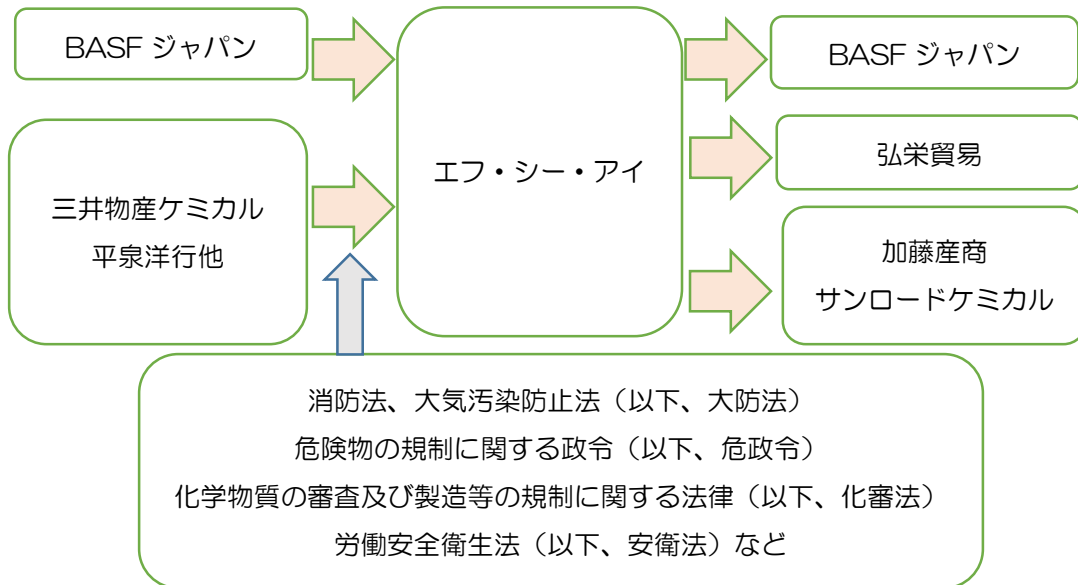 BASF ジャパン
三井物産ケミカル
平泉洋行他
エフ・シー・アイ
BASF ジャパン
弘栄貿易
加藤産商
サンロードケミカル
消防法、大気汚染防止法（以下、大防法）
危険物の規制に関する政令（以下、危政令）
化学物質の審査及び製造等の規制に関する法律（以下、化審法）
労働安全衛生法（以下、安衛法）など